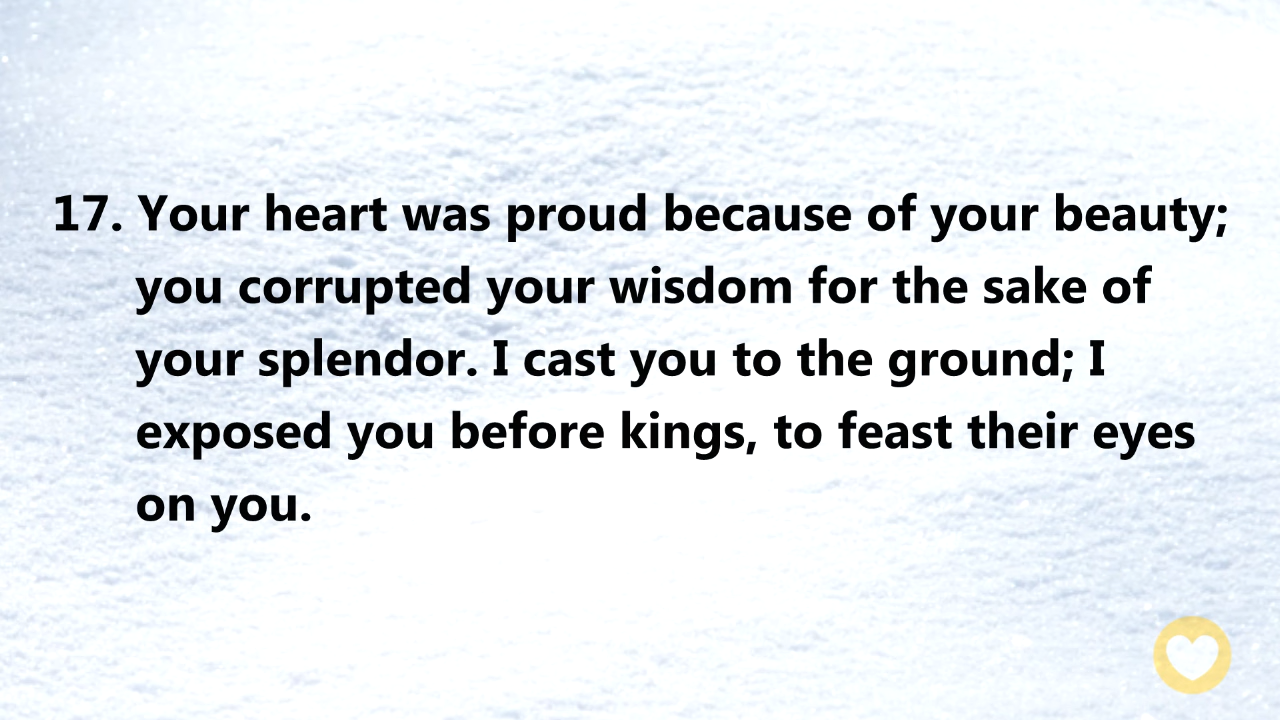 17. Your heart was proud because of your beauty;
you corrupted your wisdom for the sake of
your splendor. I cast you to the ground; I
exposed you before kings, to feast their eyes
on you.